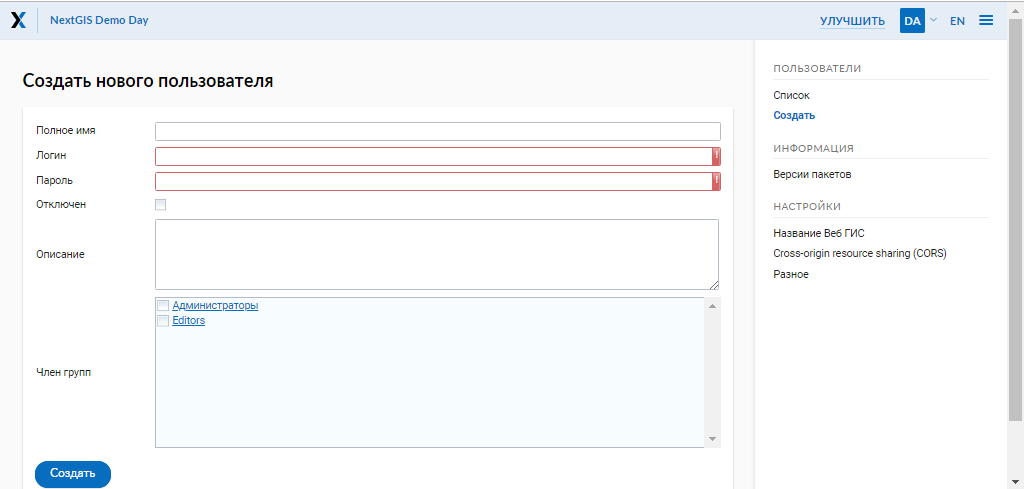 NextGIS Demo Day
УЛУЧШИТЬ
DA
EN
Создать нового пользователя
Полное имя
Логин
!
Пароль
!
Отключен
Описание
Член групп
Администраторы
Editors
Создать
ПОЛЬЗОВАТЕЛИ
Список
Создать
ИНФОРМАЦИЯ
Версии пакетов
НАСТРОЙКИ
Название Веб ГИС
Cross-origin resource sharing (CORS)
Разное